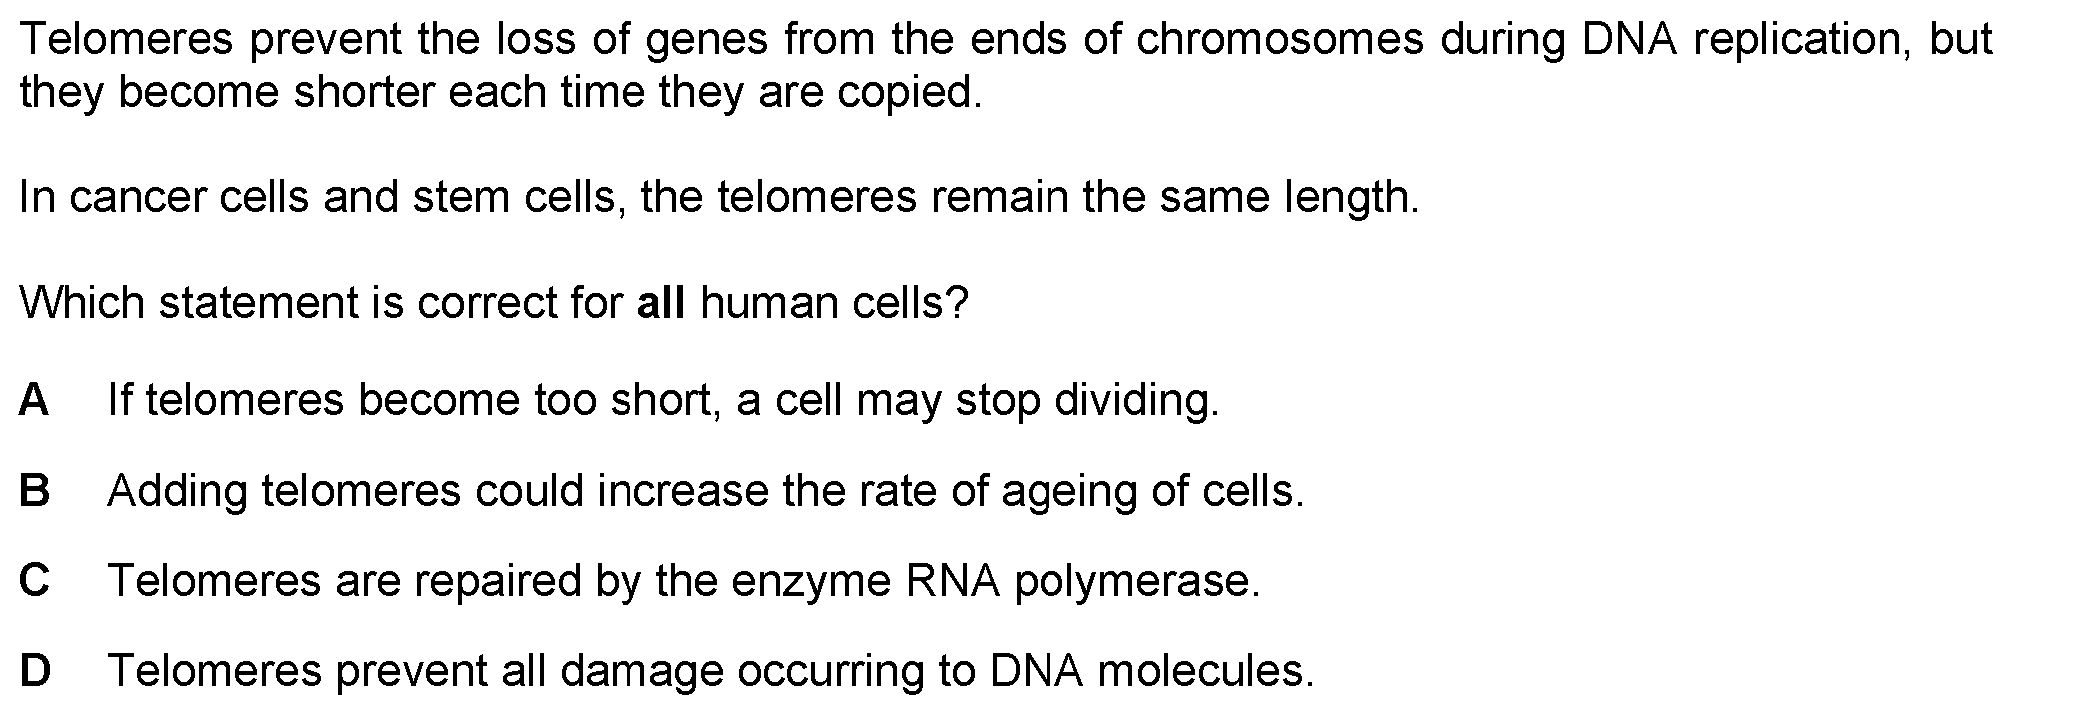 Telomeres prevent the loss of genes from the ends of chromosomes during DNA replication, but
they become shorter each time they are copied.
In cancer cells and stem cells, the telomeres remain the same length.
Which statement is correct for all human cells?
A If telomeres become too short, a cell may stop dividing.
B Adding telomeres could increase the rate of ageing of cells.
C Telomeres are repaired by the enzyme RNA polymerase.
D Telomeres prevent all damage occurring to DNA molecules.